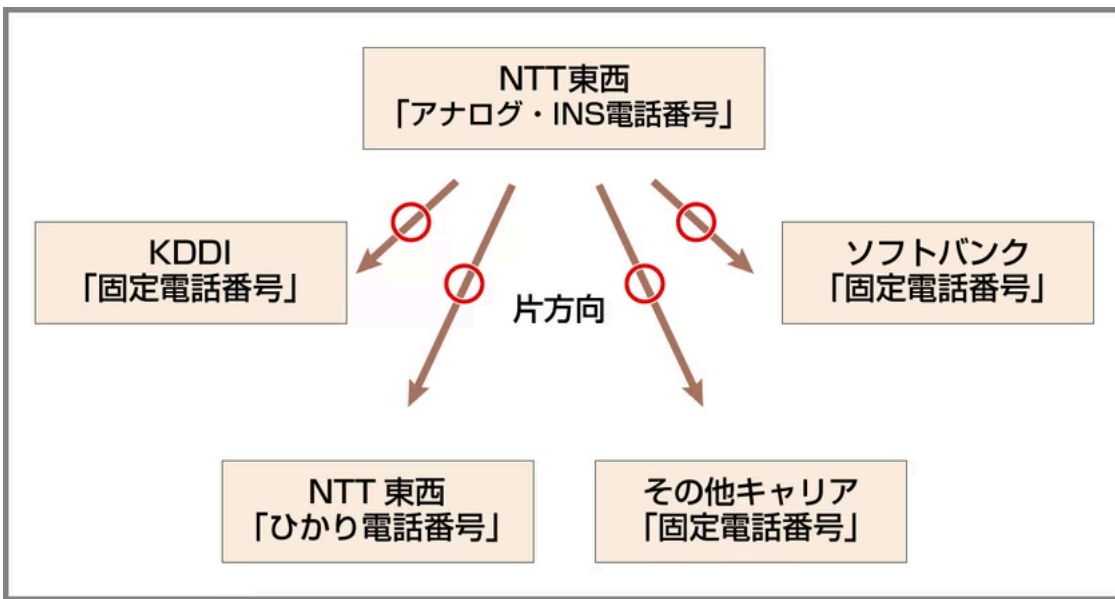 NTT東西
「アナログ・INS電話番号」
KDDI
「固定電話番号」
ソフトバンク
「固定電話番号」
片方向
NTT 東西
「ひかり電話番号」
その他キャリア
「固定電話番号」